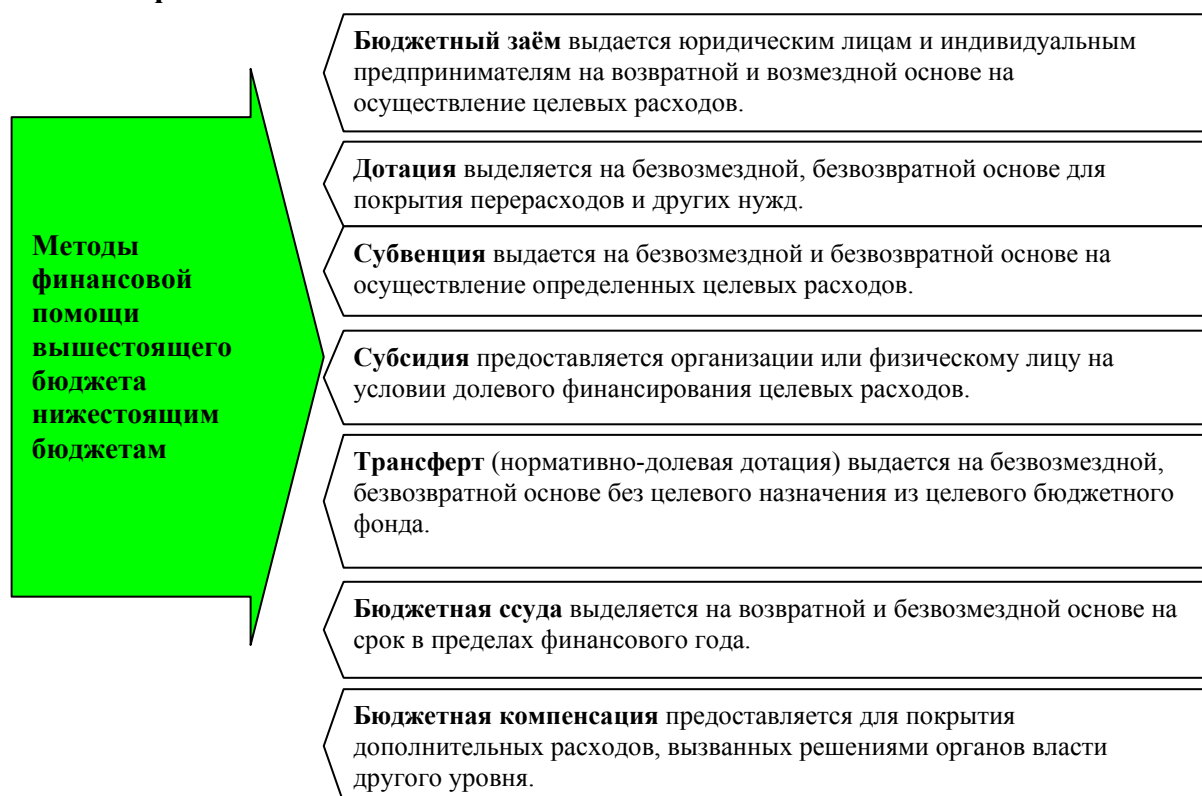 Методы
финансовой
помощи
вышестоящего
бюджета
нижестоящим
бюджетам
Бюджетный заём выдается юридическим лицам и индивидуальным
предпринимателям на возвратной и возмездной основе на
осуществление целевых расходов.
Дотация выделяется на безвозмездной, безвозвратной основе для
покрытия перерасходов и других нужд.
Субвенция выдается на безвозмездной и безвозвратной основе на
осуществление определенных целевых расходов.
Субсидия предоставляется организации или физическому лицу на
условии долевого финансирования целевых расходов.
Трансферт (нормативно-долевая дотация) выдается на безвозмездной,
безвозвратной основе без целевого назначения из целевого бюджетного
фонда.
Бюджетная ссуда выделяется на возвратной и безвозмездной основе на
срок в пределах финансового года.
Бюджетная компенсация предоставляется для покрытия
дополнительных расходов, вызванных решениями органов власти
другого уровня.